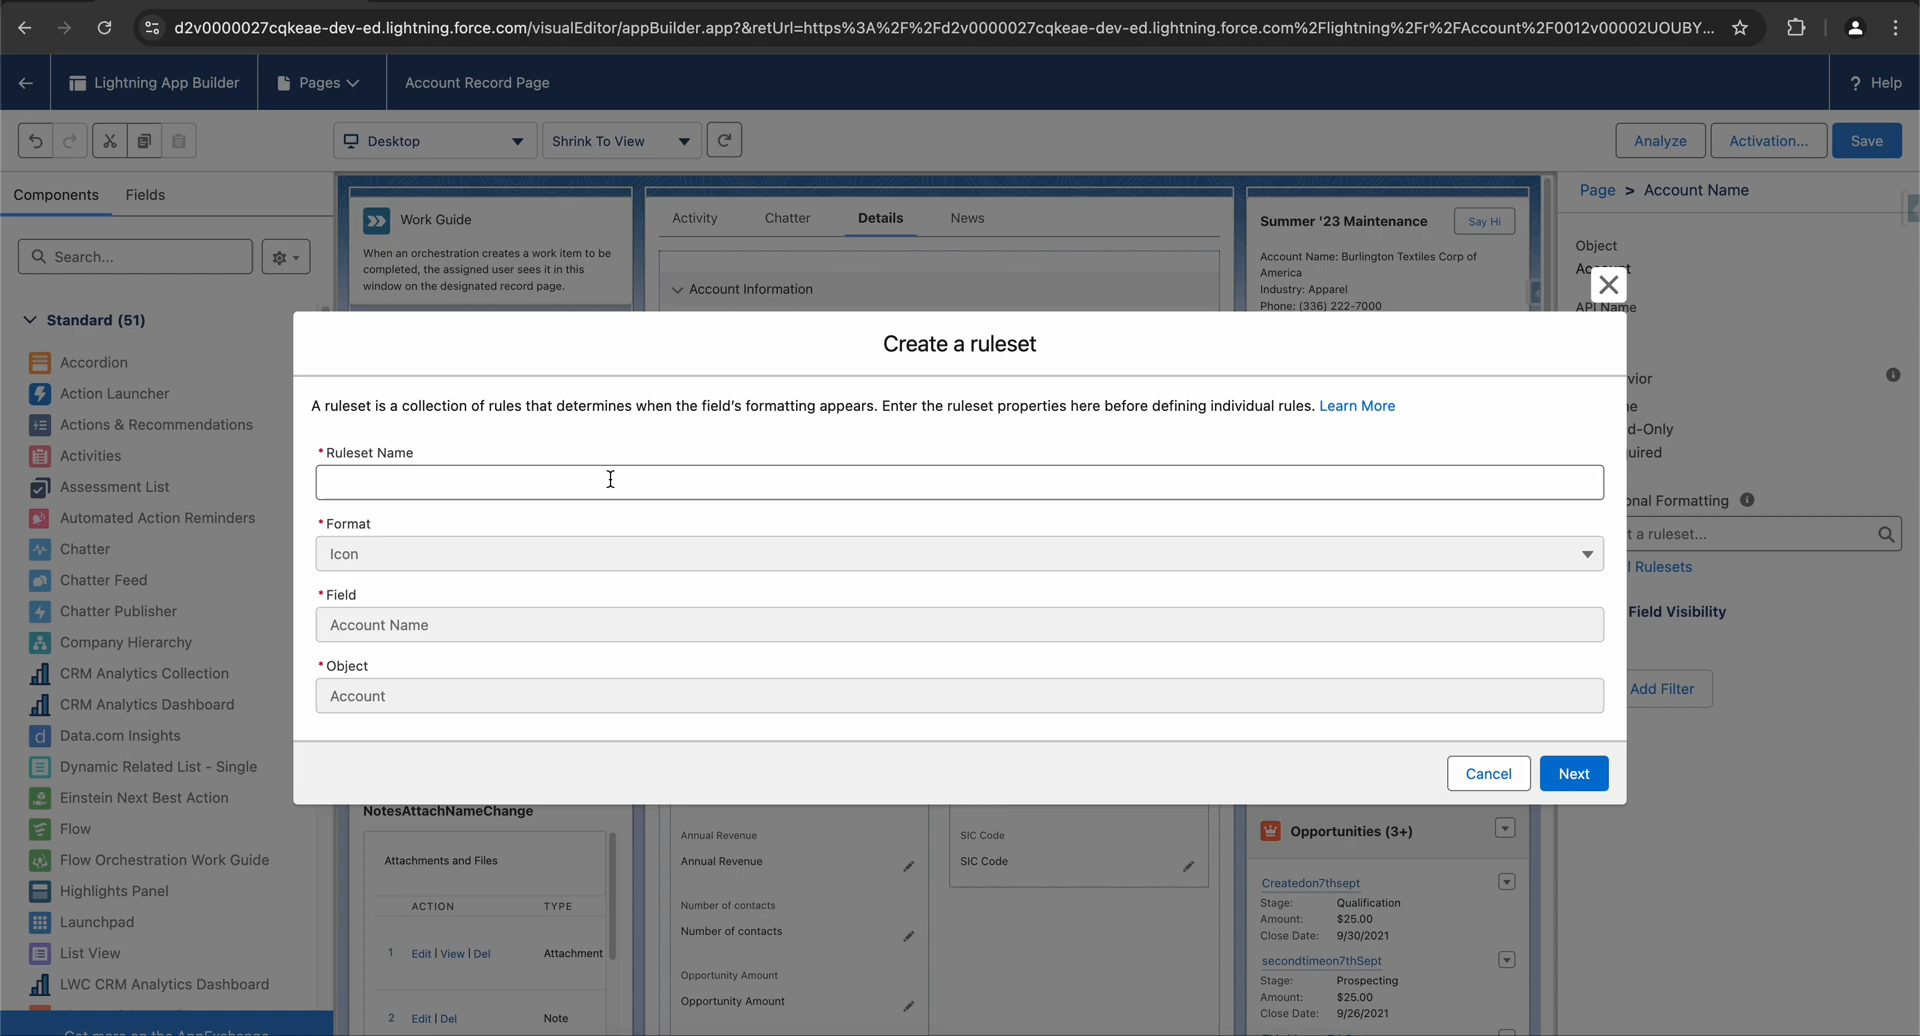 d2v0000027cqkeae-dev-ed.lightning.force.com/visualEditor/appBuilder.app?&retUrl=https%3A%2F%2Fd2v0000027cqkeae-dev-ed.lightning.force.com%2Flightning%2Fr%2FAccount%2F0012v00002UOUBY...
Lightning App Builder
Pages
Account Record Page
? Help
Desktop
Shrink To View
Analyze
Activation...
Save
Components
Fields
Search...
Standard (51)
Accordion
Action Launcher
Actions & Recommendations
Activities
Assessment List
Automated Action Reminders
Chatter
Chatter Feed
Chatter Publisher
Company Hierarchy
CRM Analytics Collection
CRM Analytics Dashboard
Data.com Insights
Dynamic Related List - Single
Einstein Next Best Action
Flow
Flow Orchestration Work Guide
Highlights Panel
Launchpad
List View
LWC CRM Analytics Dashboard
Get more on the AppExchange
Work Guide
When an orchestration creates a work item to be
completed, the assigned user sees it in this
window on the designated record page.
Activity
Chatter
Details
News
Account Information
Summer '23 Maintenance
Say Hi
Account Name: Burlington Textiles Corp of
America
Industry: Apparel
Phone: (336) 222-7000
Page > Account Name
Object
Account
API Name
Create a ruleset
A ruleset is a collection of rules that determines when the field's formatting appears. Enter the ruleset properties here before defining individual rules. Learn More
* Ruleset Name
* Format
Icon
* Field
Account Name
* Object
Account
Cancel
Next
vior
ne
d-Only
uired
onal Formatting
t a ruleset...
l Rulesets
Field Visibility
Add Filter
NotesAttachNameChange
Attachments and Files
ACTION
TYPE
1 Edit | View | Del
Attachment
2 Edit | Del
Note
Annual Revenue
Annual Revenue
Number of contacts
Number of contacts
Opportunity Amount
Opportunity Amount
SIC Code
SIC Code
Opportunities (3+)
Createdon7thsept
Stage: Qualification
Amount: $25.00
Close Date: 9/30/2021
secondtimeon7thSept
Stage: Prospecting
Amount: $25.00
Close Date: 9/26/2021